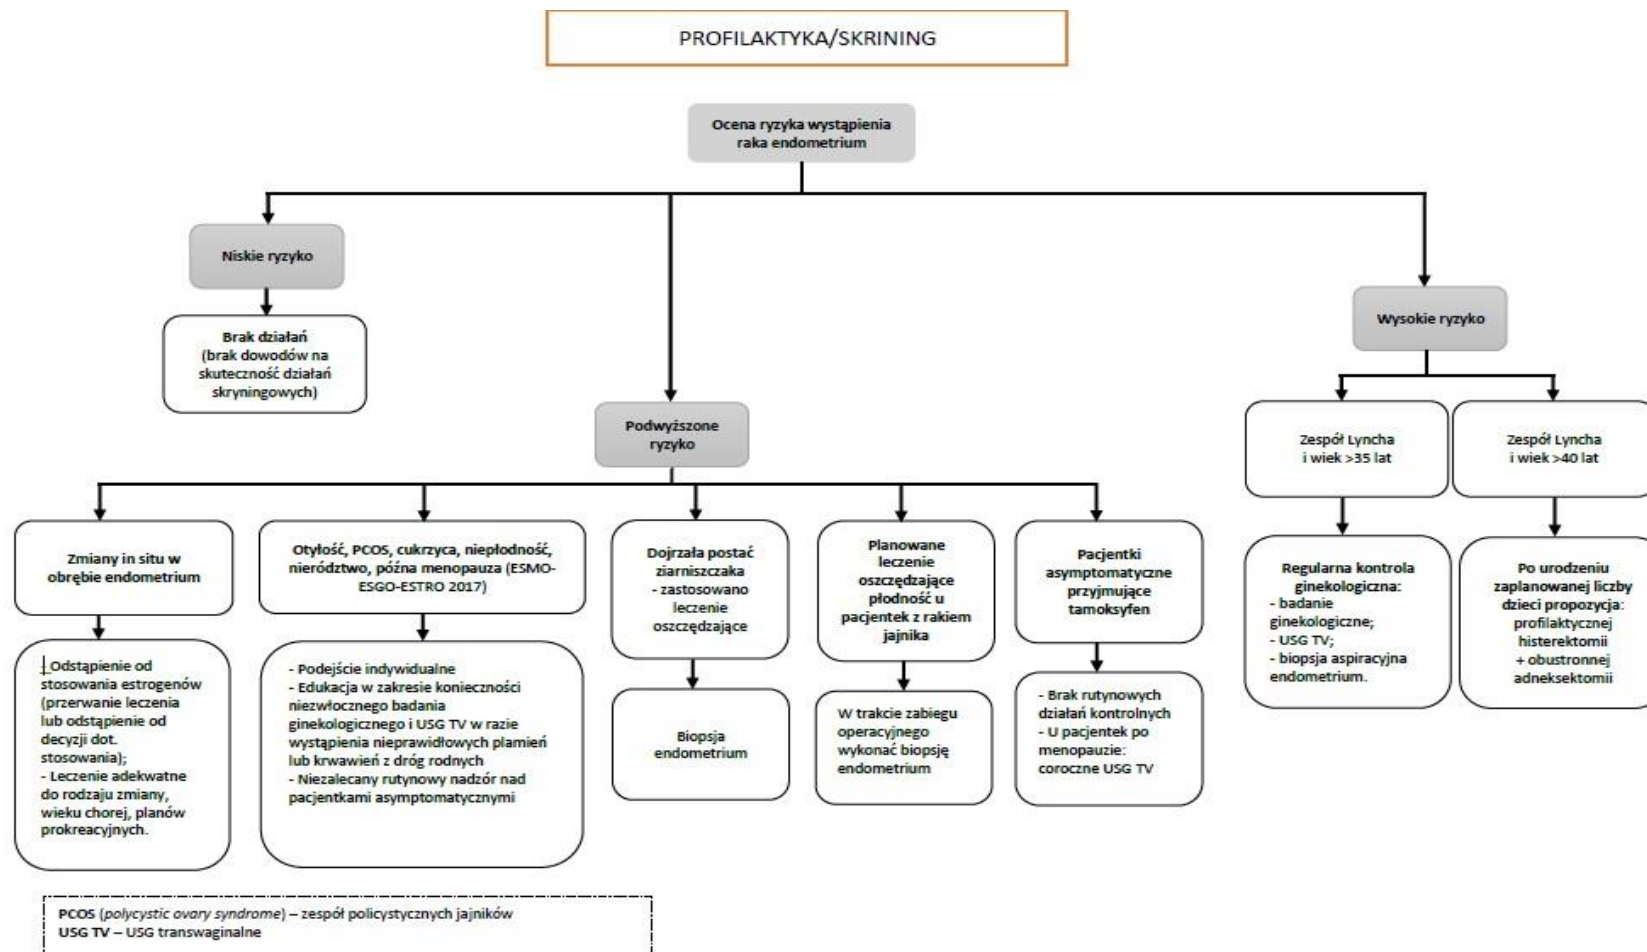 PROFILAKTYKA/SKRINING
Ocena ryzyka wystąpienia
raka endometrium
Niskie ryzyko
Brak działań
(brak dowodów na
skuteczność działań
skryningowych)
Podwyższone
ryzyko
Zmiany in situ w
obrębie endometrium
- Odstąpienie od
stosowania estrogenów
(przerwanie leczenia
lub odstąpienie od
decyzji dot.
stosowania);
- Leczenie adekwatne
do rodzaju zmiany,
wieku chorej, planów
prokreacyjnych.
Otyłość, PCOS, cukrzyca, niepłodność,
nierództwo, późna menopauza (ESMO-
ESGO-ESTRO 2017)
- Podejście indywidualne
- Edukacja w zakresie konieczności
niezwłocznego badania
ginekologicznego i USG TV w razie
wystąpienia nieprawidłowych plamień
lub krwawień z dróg rodnych
- Niezalecany rutynowy nadzór nad
pacjentkami asymptomatycznymi
Dojrzała postać
ziarniszczaka
- zastosowano
leczenie
oszczędzające
Biopsja
endometrium
Planowane
leczenie
oszczędzające
płodność u
pacjentek z rakiem
jajnika
W trakcie zabiegu
operacyjnego
wykonać biopsję
endometrium
Pacjentki
asymptomatyczne
przyjmujące
tamoksyfen
- Brak rutynowych
działań kontrolnych
- U pacjentek po
menopauzie:
coroczne USG TV
Wysokie ryzyko
Zespół Lyncha
i wiek >35 lat
Regularna kontrola
ginekologiczna:
- badanie
ginekologiczne;
- USG TV;
- biopsja aspiracyjna
endometrium.
Zespół Lyncha
i wiek >40 lat
Po urodzeniu
zaplanowanej liczby
dzieci propozycja:
profilaktycznej
histerektomii
+ obustronnej
adneksektomii
PCOS (polycystic ovary syndrome) – zespół policystycznych jajników
USG TV – USG transwaginalne